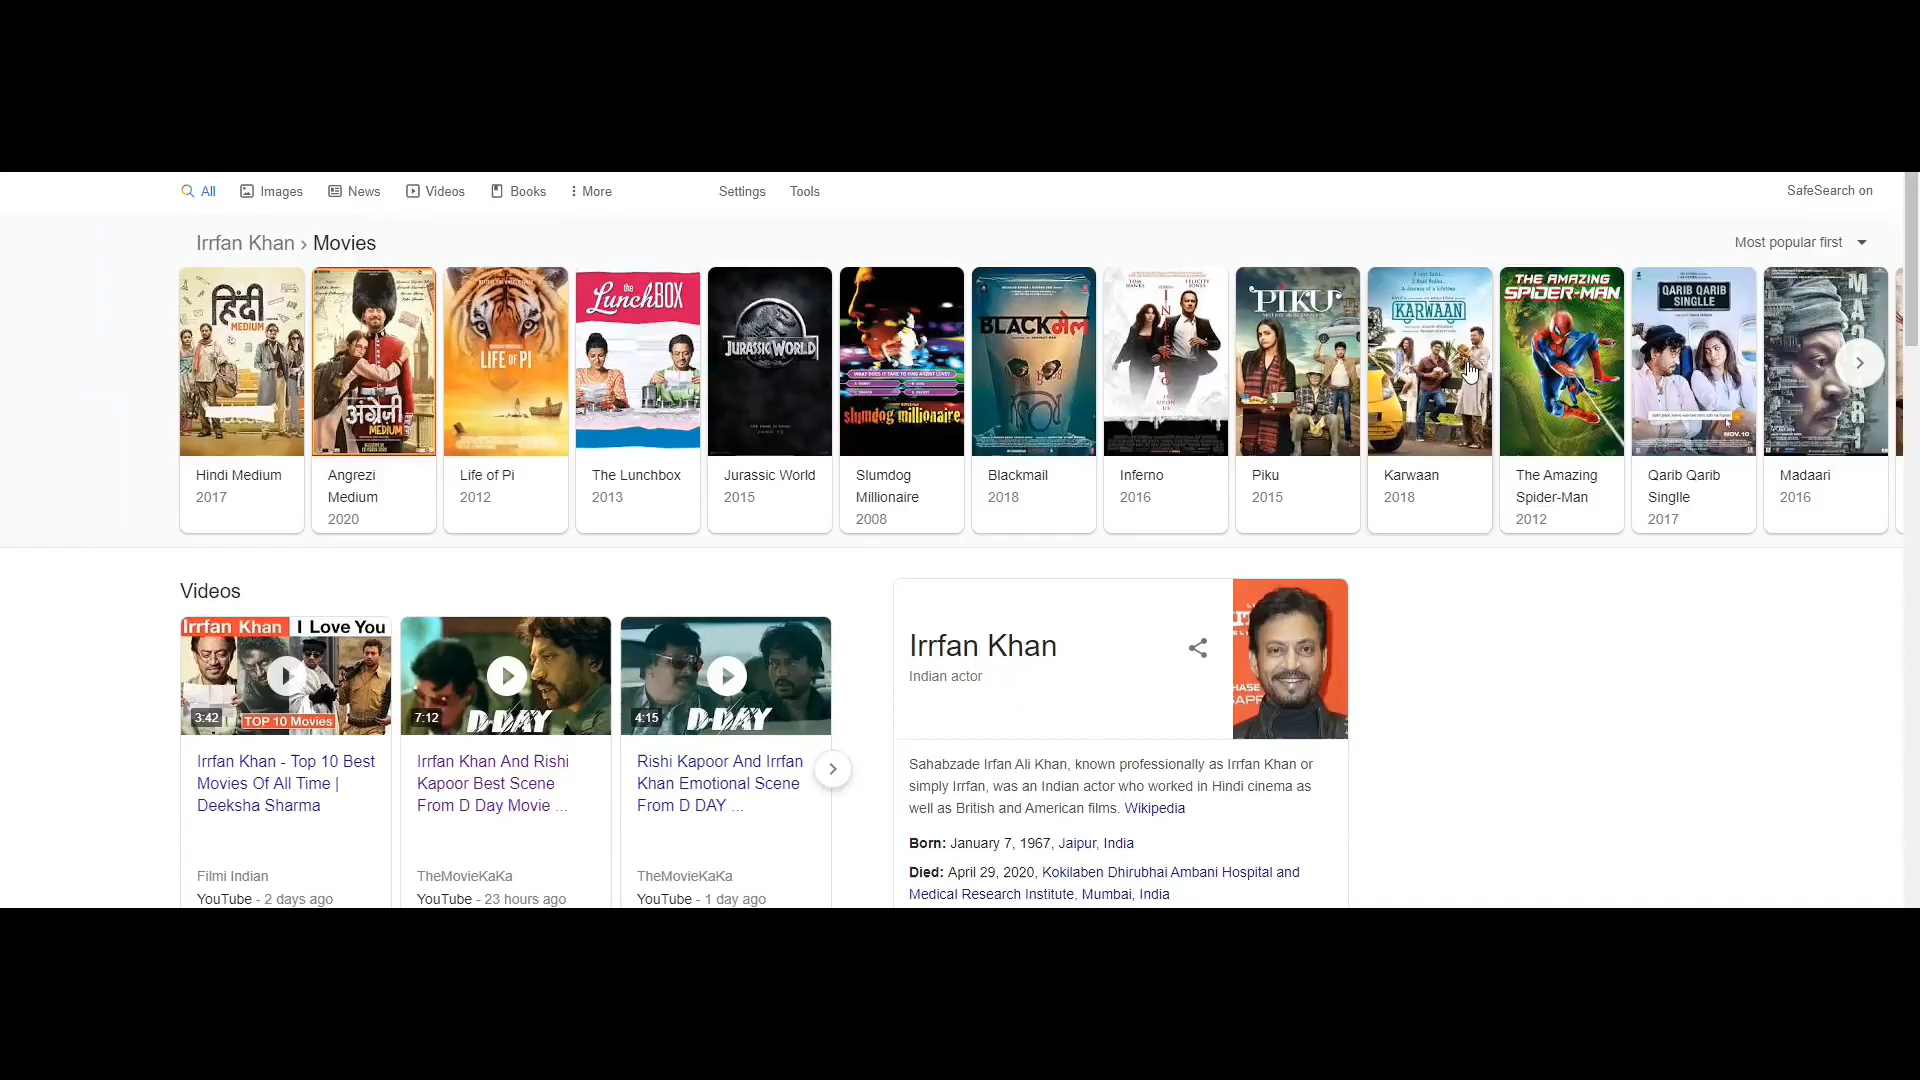 All
Images
News
Videos
Books
More
Settings
Tools
SafeSearch on
Irrfan Khan › Movies
Most popular first
हिंदी
MEDIUM
अंग्रेज़ी
MEDIUM
LIFE OF PI
the
LUNCHBOX
JURASSIC WORLD
slumdog millionaire
BLACKमेल
TOM HANKS
FELICITY JONES
PIKU
KARWAAN
THE AMAZING
SPIDER-MAN
QARIB QARIB
SINGLLE
NOV.10
Hindi Medium
2017
Angrezi
Medium
2020
Life of Pi
2012
The Lunchbox
2013
Jurassic World
2015
Slumdog
Millionaire
2008
Blackmail
2018
Inferno
2016
Piku
2015
Karwaan
2018
The Amazing
Spider-Man
2012
Qarib Qarib
Singlle
2017
Madaari
2016
Videos
Irrfan Khan I Love You
3:42
TOP 10 Movies
Irrfan Khan - Top 10 Best
Movies Of All Time |
Deeksha Sharma
Filmi Indian
YouTube - 2 days ago
7:12
D-DAY
Irrfan Khan And Rishi
Kapoor Best Scene
From D Day Movie ...
TheMovieKaKa
YouTube - 23 hours ago
4:15
D-DAY
Rishi Kapoor And Irrfan
Khan Emotional Scene
From D DAY ...
TheMovieKaKa
YouTube - 1 day ago
Irrfan Khan
Indian actor
Sahabzade Irfan Ali Khan, known professionally as Irrfan Khan or
simply Irrfan, was an Indian actor who worked in Hindi cinema as
well as British and American films. Wikipedia
Born: January 7, 1967, Jaipur, India
Died: April 29, 2020, Kokilaben Dhirubhai Ambani Hospital and
Medical Research Institute, Mumbai, India